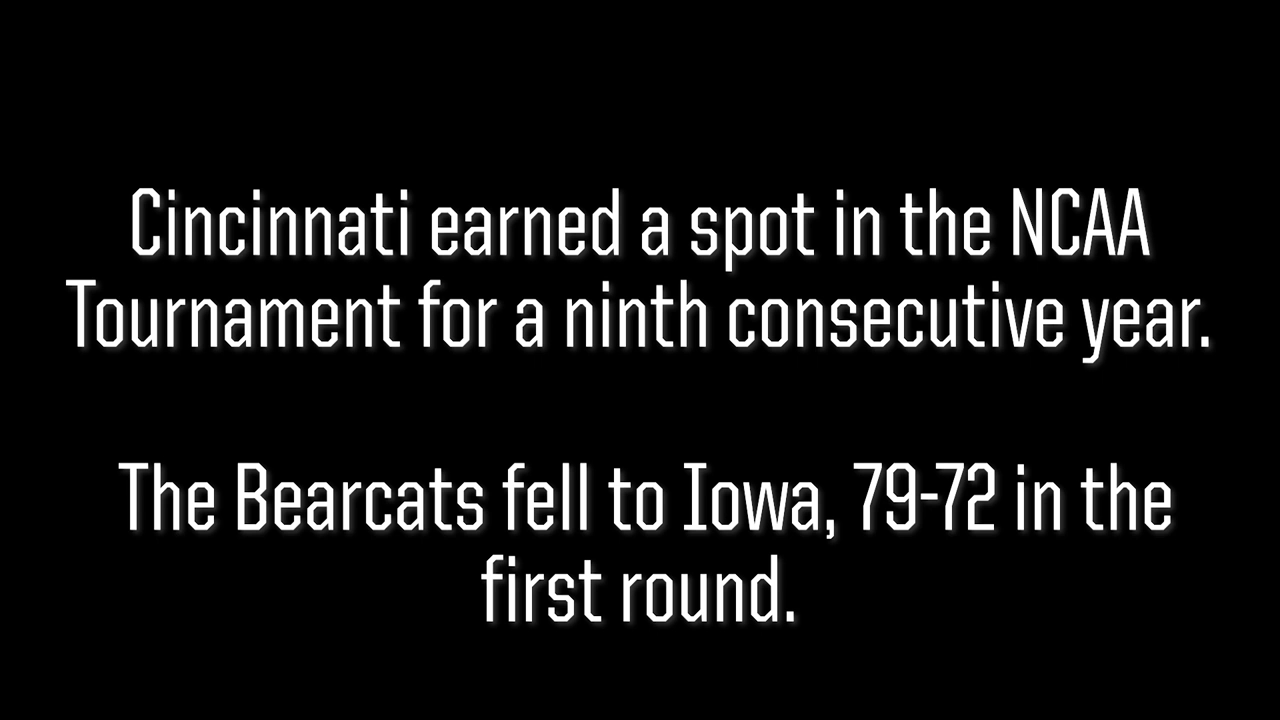 Cincinnati earned a spot in the NCAA
Tournament for a ninth consecutive year.
The Bearcats fell to Iowa, 79-72 in the
first round.